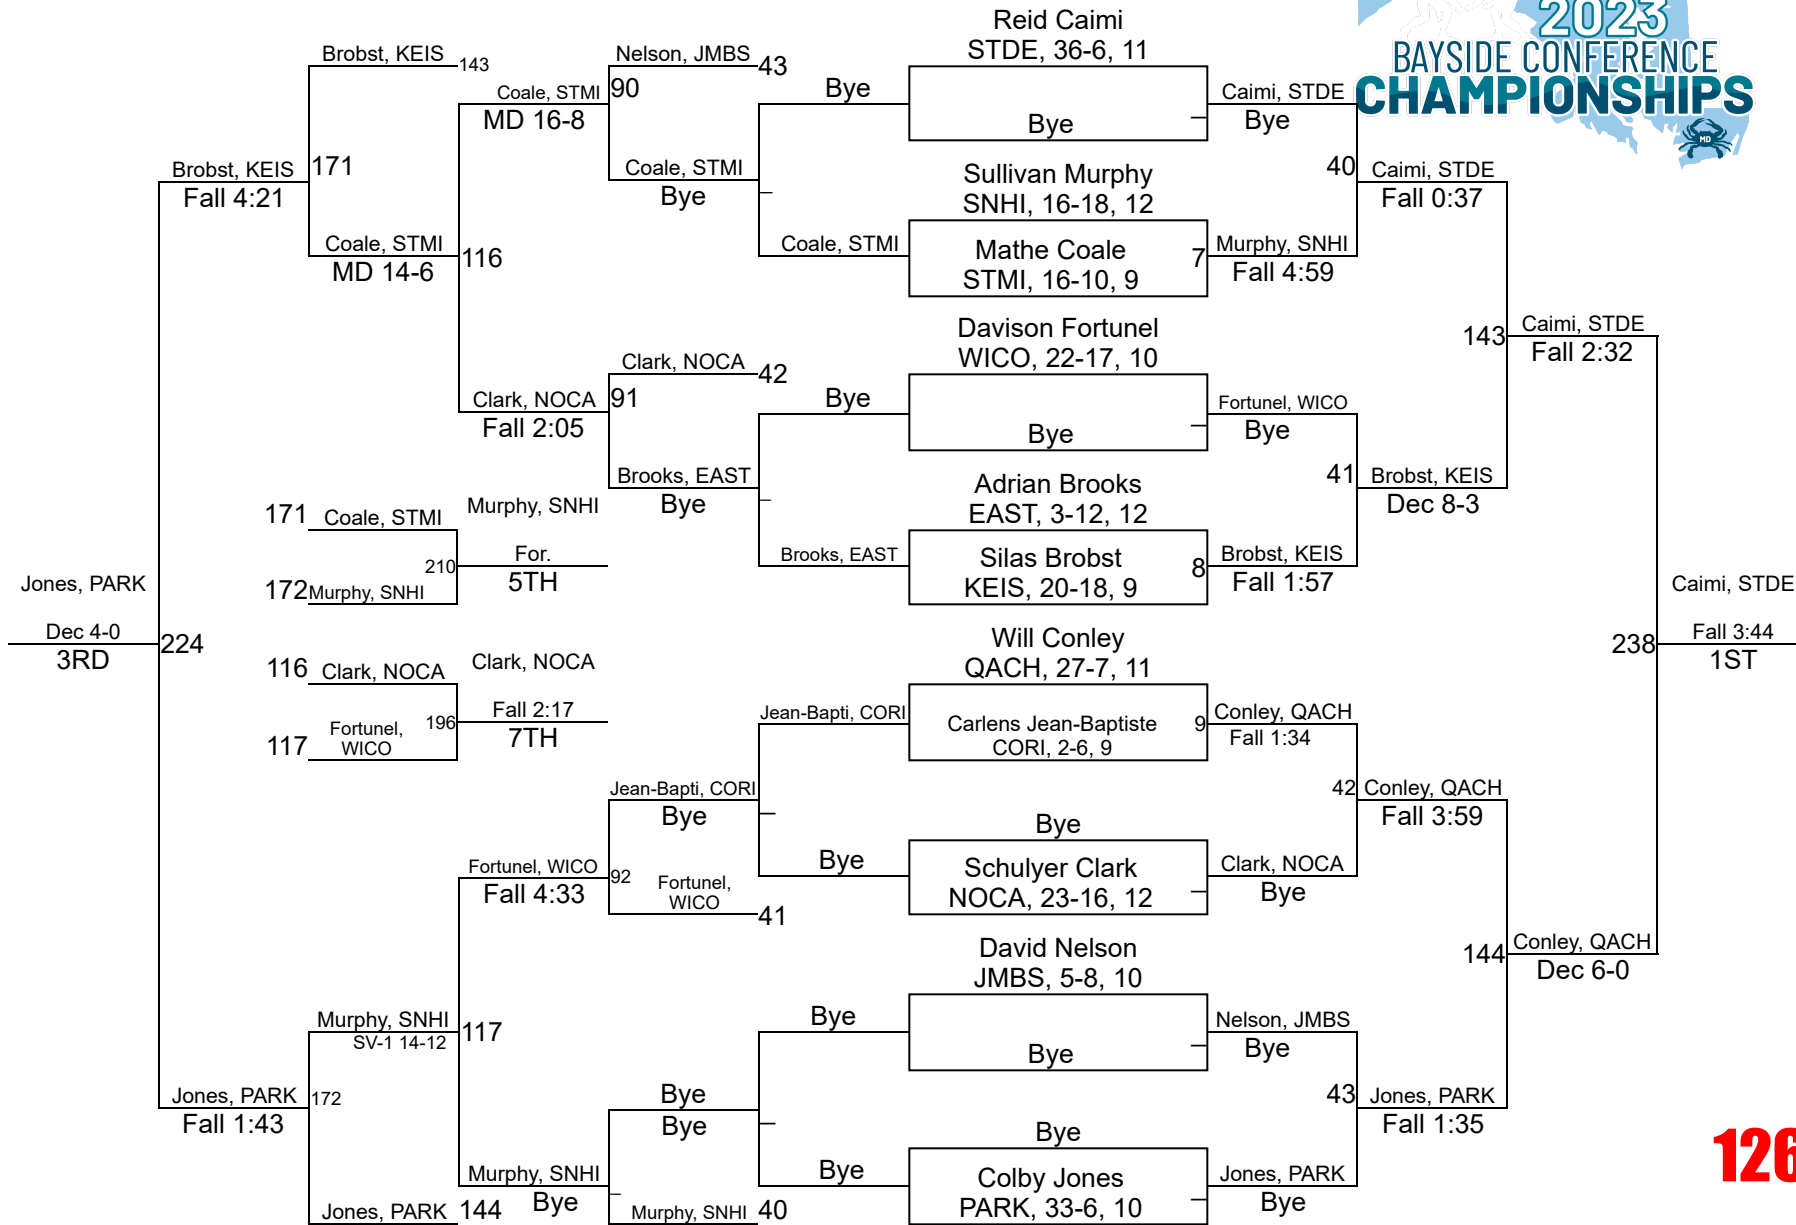 2023
BAYSIDE CONFERENCE
CHAMPIONSHIPS
MD
Reid Caimi
STDE, 36-6, 11
Bye
Sullivan Murphy
SNHI, 16-18, 12
Mathe Coale
STMI, 16-10, 9
7
Davison Fortunel
WICO, 22-17, 10
Bye
Adrian Brooks
EAST, 3-12, 12
Silas Brobst
KEIS, 20-18, 9
8
Will Conley
QACH, 27-7, 11
Carlens Jean-Baptiste
CORI, 2-6, 9
9
Bye
Schulyer Clark
NOCA, 23-16, 12
David Nelson
JMBS, 5-8, 10
Bye
Bye
Colby Jones
PARK, 33-6, 10
Caimi, STDE
Bye
40
Murphy, SNHI
Fall 4:59
Fortunel, WICO
Bye
41
Brobst, KEIS
Fall 1:57
Conley, QACH
Fall 1:34
42
Clark, NOCA
Bye
Nelson, JMBS
Bye
43
Jones, PARK
Bye
Caimi, STDE
Fall 0:37
143
Brobst, KEIS
Dec 8-3
Conley, QACH
Fall 3:59
144
Jones, PARK
Fall 1:35
Caimi, STDE
Fall 2:32
238
Conley, QACH
Dec 6-0
Caimi, STDE
Fall 3:44
1ST
126
Bye
Coale, STMI
Bye
Brooks, EAST
Jean-Bapti, CORI
Bye
Bye
Bye
Nelson, JMBS
43
90
Coale, STMI
Bye
Clark, NOCA
42
91
Brooks, EAST
Bye
Jean-Bapti, CORI
Bye
92
Fortunel,
WICO
41
Bye
Bye
Murphy, SNHI
40
Coale, STMI
MD 16-8
116
Clark, NOCA
Fall 2:05
Fortunel, WICO
Fall 4:33
117
Murphy, SNHI
Bye
Brobst, KEIS
143
171
Coale, STMI
MD 14-6
Murphy, SNHI
SV-1 14-12
172
Jones, PARK
144
Brobst, KEIS
Fall 4:21
224
Jones, PARK
Fall 1:43
Jones, PARK
Dec 4-0
3RD
171
Coale, STMI
210
172
Murphy, SNHI
Murphy, SNHI
For.
5TH
116
Clark, NOCA
196
117
Fortunel,
WICO
Clark, NOCA
Fall 2:17
7TH